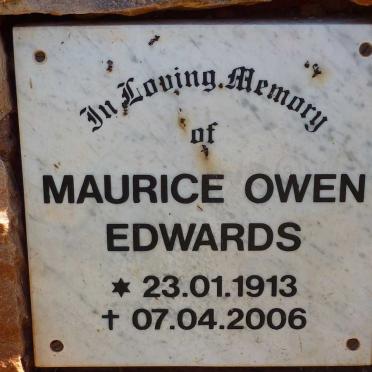 In Loving Memory
of
MAURICE OWEN
EDWARDS
✶ 23.01.1913
† 07.04.2006